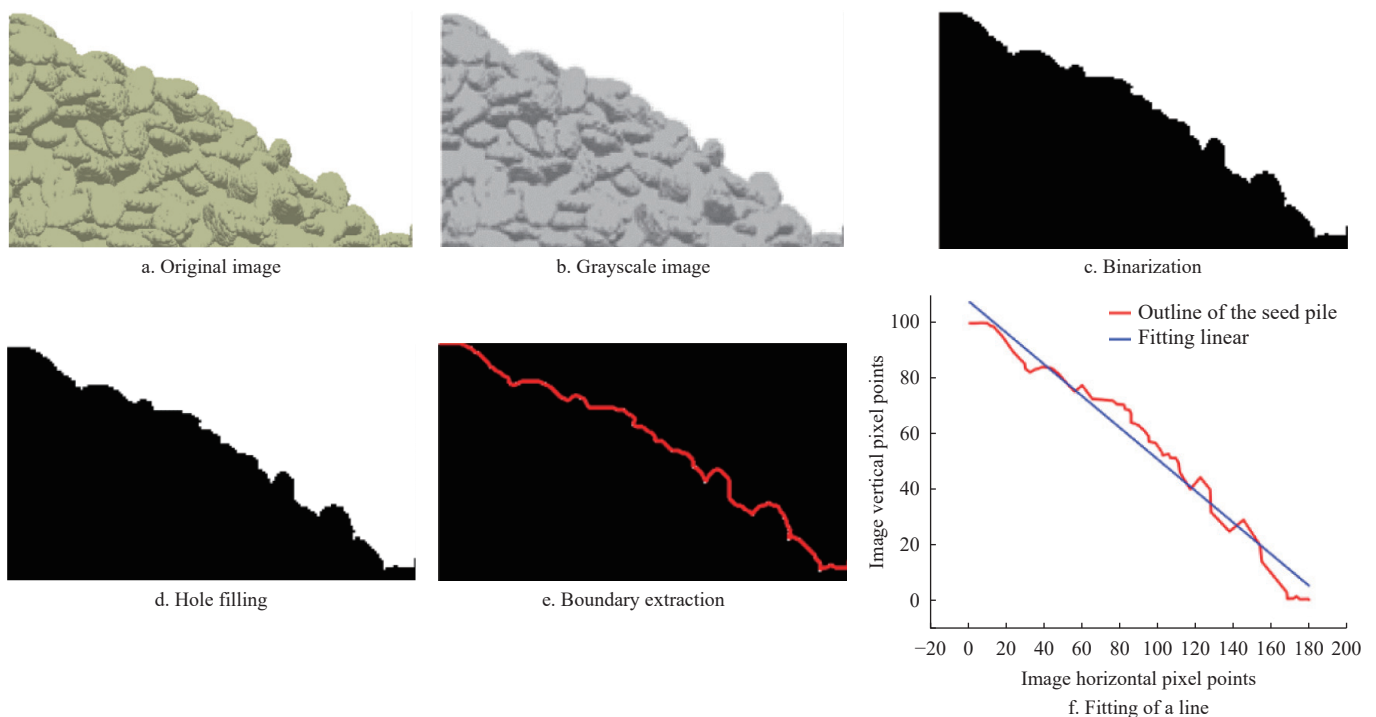 a. Original image
b. Grayscale image
c. Binarization
d. Hole filling
e. Boundary extraction
Outline of the seed pile
Fitting linear
Image vertical pixel points
100
80
60
40
20
0
−20 0 20 40 60 80 100 120 140 160 180 200
Image horizontal pixel points
f. Fitting of a line